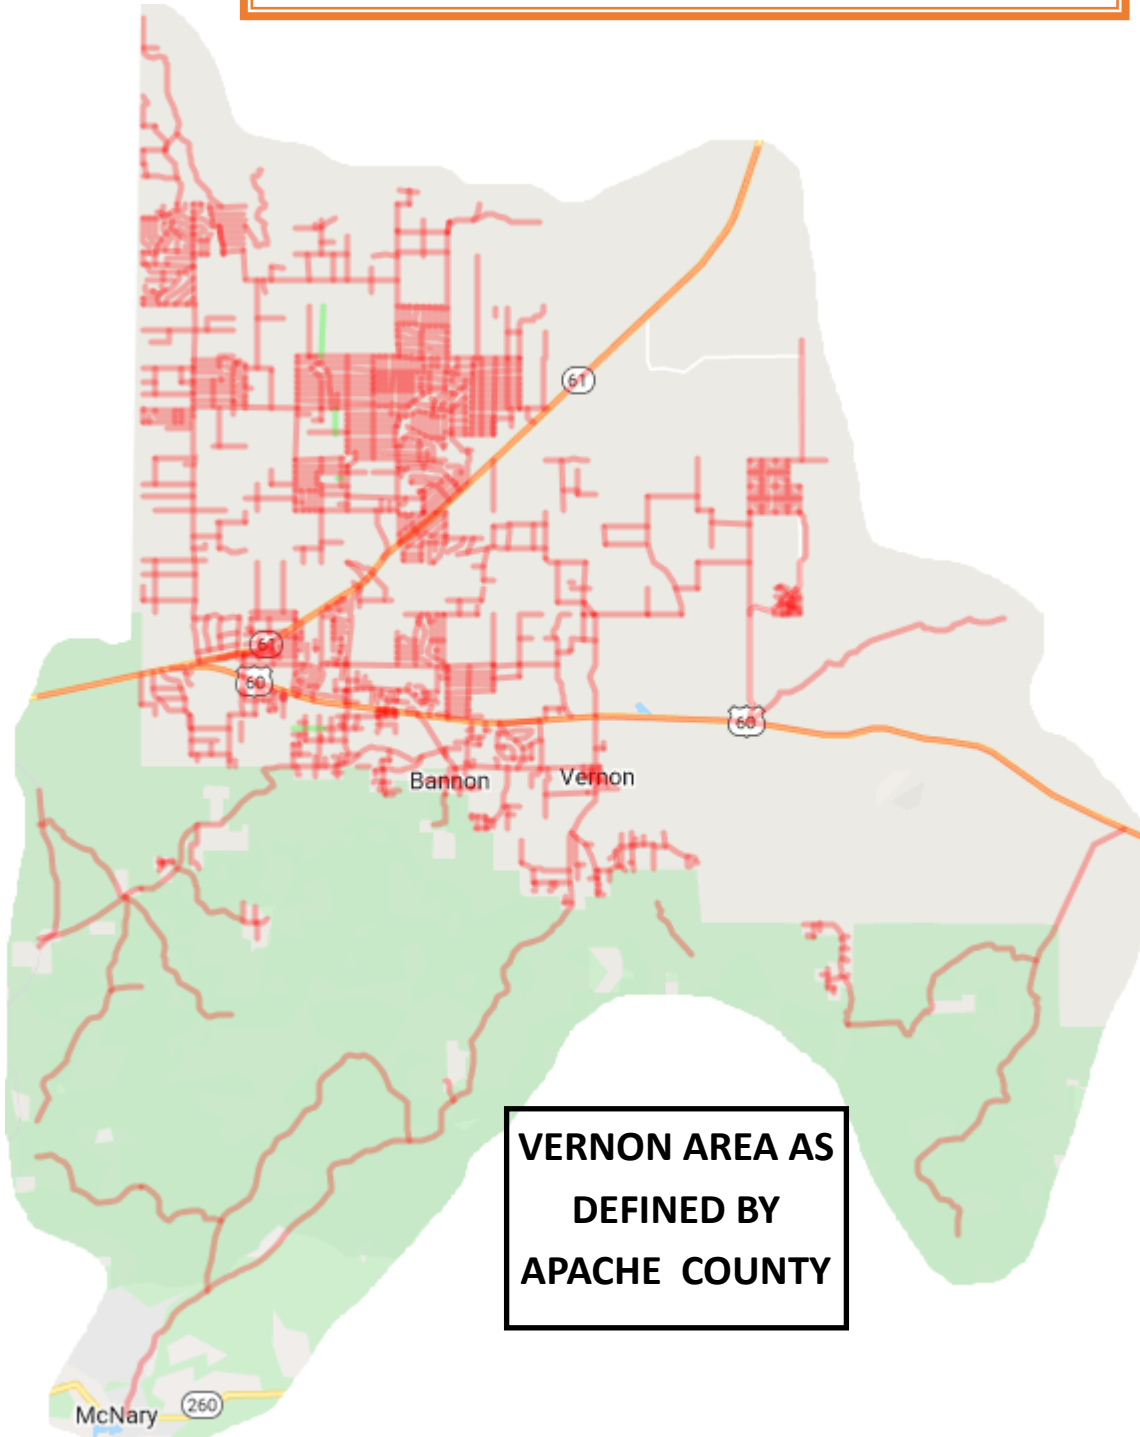 61
61
60
60
Bannon
Vernon
VERNON AREA AS
DEFINED BY
APACHE COUNTY
260
McNary